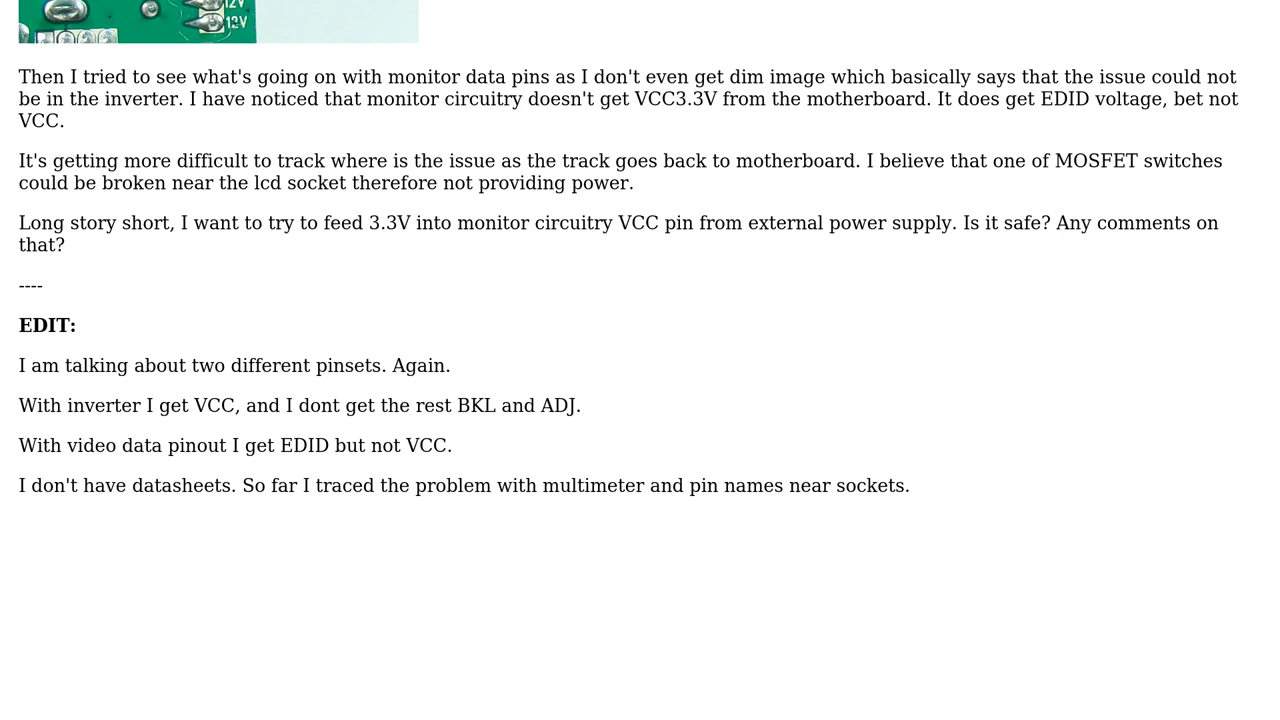 12V
12V
Then I tried to see what's going on with monitor data pins as I don't even get dim image which basically says that the issue could not
be in the inverter. I have noticed that monitor circuitry doesn't get VCC3.3V from the motherboard. It does get EDID voltage, bet not
VCC.
It's getting more difficult to track where is the issue as the track goes back to motherboard. I believe that one of MOSFET switches
could be broken near the lcd socket therefore not providing power.
Long story short, I want to try to feed 3.3V into monitor circuitry VCC pin from external power supply. Is it safe? Any comments on
that?
----
EDIT:
I am talking about two different pinsets. Again.
With inverter I get VCC, and I dont get the rest BKL and ADJ.
With video data pinout I get EDID but not VCC.
I don't have datasheets. So far I traced the problem with multimeter and pin names near sockets.